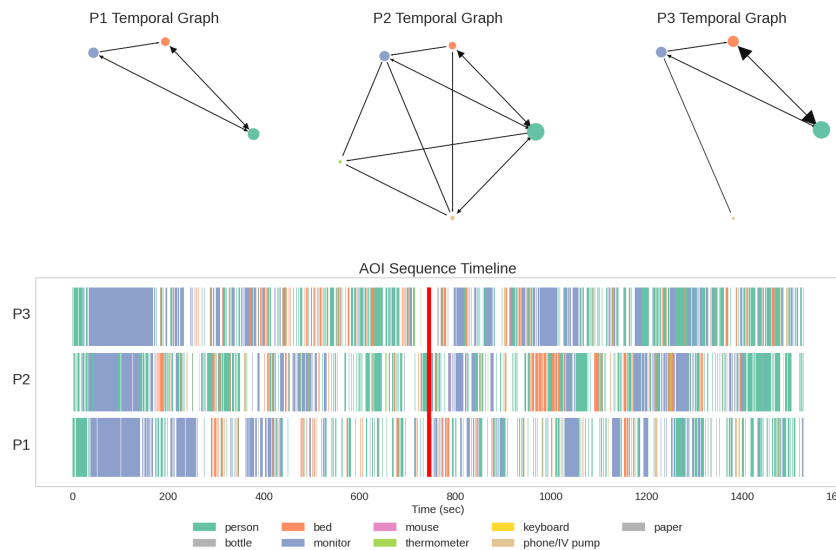 P1 Temporal Graph
P2 Temporal Graph
P3 Temporal Graph
AOI Sequence Timeline
P3
P2
P1
0 200 400 600 800 1000 1200 1400
Time (sec)
person bed mouse keyboard paper
bottle monitor thermometer phone/IV pump